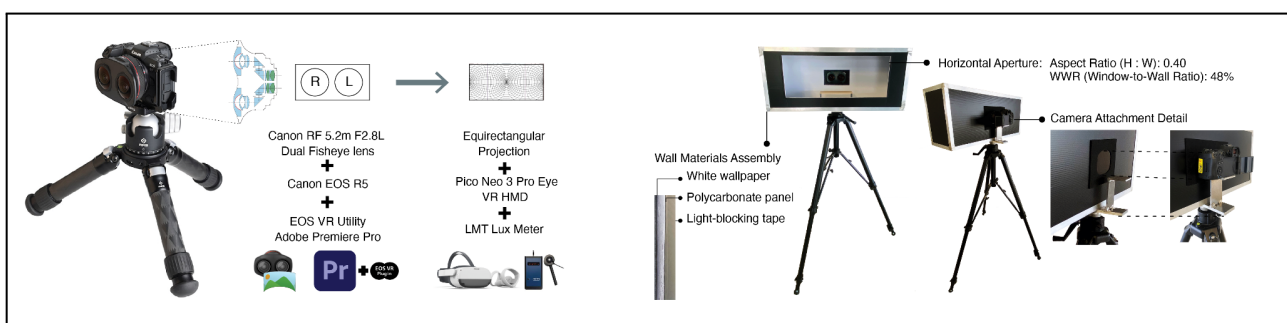 R L
Canon RF 5.2m F2.8L
Dual Fisheye lens
+
Canon EOS R5
+
EOS VR Utility
Adobe Premiere Pro
Pr
+
EOS VR
Plug-in
Equirectangular
Projection
+
Pico Neo 3 Pro Eye
VR HMD
+
LMT Lux Meter
Horizontal Aperture: Aspect Ratio (H : W): 0.40
WWR (Window-to-Wall Ratio): 48%
Camera Attachment Detail
Wall Materials Assembly
White wallpaper
Polycarbonate panel
Light-blocking tape